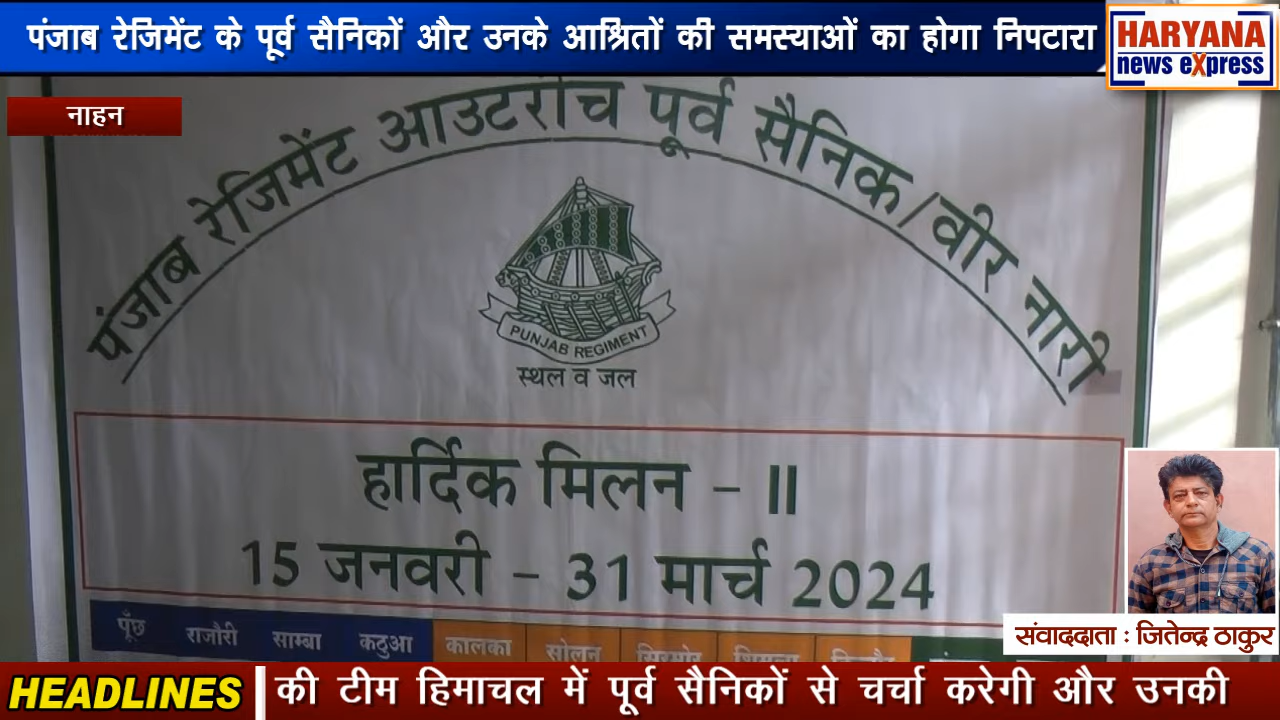 पंजाब रेजिमेंट के पूर्व सैनिकों और उनके आश्रितों की समस्याओं का होगा निपटारा
HARYANA
news eXpress
नाहन
पंजाब रेजिमेंट आउटरीच पूर्व सैनिक/वीर नारी
PUNJAB REGIMENT
स्थल व जल
हार्दिक मिलन - II
15 जनवरी - 31 मार्च 2024
पूँछ राजौरी साम्बा कठुआ कालका सोलन
संवाददाता : जितेन्द्र ठाकुर
HEADLINES की टीम हिमाचल में पूर्व सैनिकों से चर्चा करेगी और उनकी